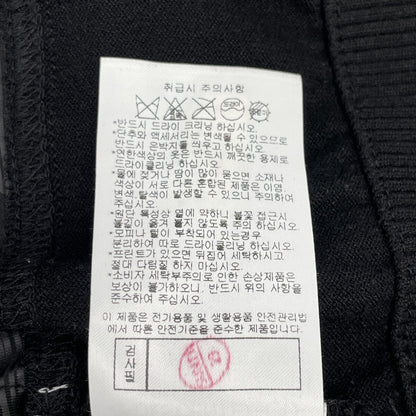 취급시 주의사항
*반드시 드라이 크리닝 하십시오.
*단추와 액세서리는 변색될 수 있으므로
반드시 은박지를 씌우고 하십시오.
*연한색상의 옷은 반드시 깨끗한 용제로
드라이클리닝 하십시오.
*물에 젖거나 땀이 많이 묻으면 소재나
색상이 서로 다른 혼합된 제품은 이염
변색, 탈색이 발생할 수 있으니 주의하여
주십시오.
*원단 특성상 열에 약하니 불꽃 접근시
불길이 옮겨 붙지 않도록 주의하십시오.
*모피나 털이 부착되어 있는경우
분리하여 따로 드라이클리닝 하십시오.
*프린트가 있으면 뒤집어 세탁하시고
절대 다림질 하지 마십시오.
*소비자 세탁부주의로 인한 손상제품은
보상이 불가하오니, 반드시 위의 사항을
준수하여 주십시오.
이 제품은 전기용품 및 생활용품 안전관리법
에서 따른 안전기준을 준수한 제품입니다.
검사필